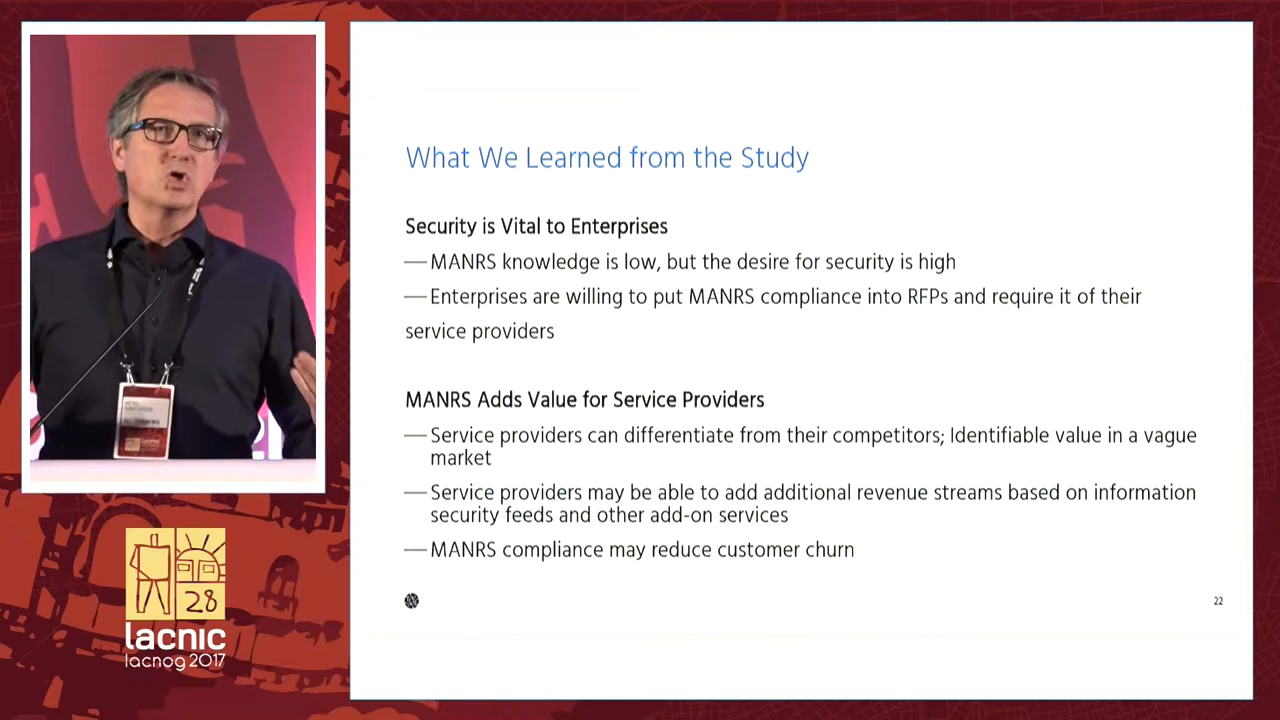 What We Learned from the Study
Security is Vital to Enterprises
—MANRS knowledge is low, but the desire for security is high
—Enterprises are willing to put MANRS compliance into RFPs and require it of their
service providers
MANRS Adds Value for Service Providers
—Service providers can differentiate from their competitors; Identifiable value in a vague
market
—Service providers may be able to add additional revenue streams based on information
security feeds and other add-on services
—MANRS compliance may reduce customer churn
22
28
lacnic
lacnog 2017
lacnic